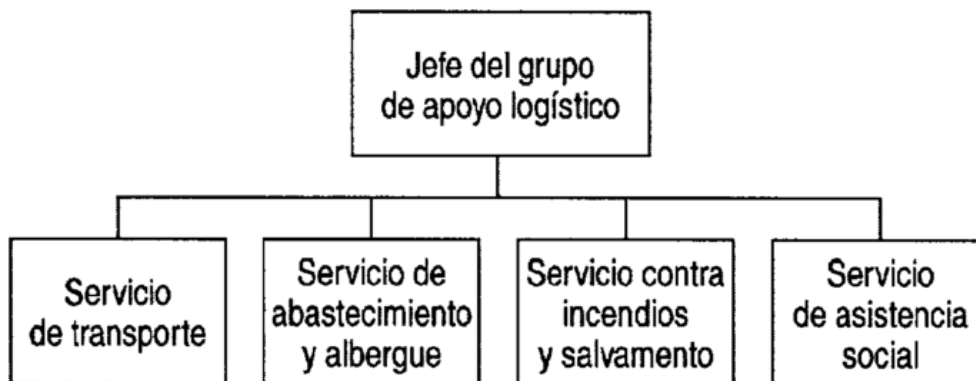 Jefe del grupo
de apoyo logístico
Servicio
de transporte
Servicio de
abastecimiento
y albergue
Servicio contra
incendios
y salvamento
Servicio
de asistencia
social